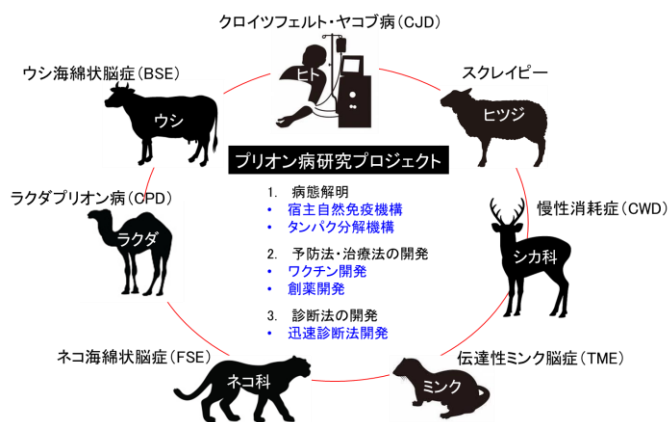 クロイツフェルト・ヤコブ病(CJD)
ヒト
ウシ海綿状脳症(BSE)
ウシ
スクレイピー
ヒツジ
プリオン病研究プロジェクト
1. 病態解明
• 宿主自然免疫機構
• タンパク分解機構
2. 予防法・治療法の開発
• ワクチン開発
• 創薬開発
3. 診断法の開発
• 迅速診断法開発
ラクダプリオン病(CPD)
ラクダ
慢性消耗症(CWD)
シカ科
ネコ海綿状脳症(FSE)
ネコ科
伝達性ミンク脳症(TME)
ミンク